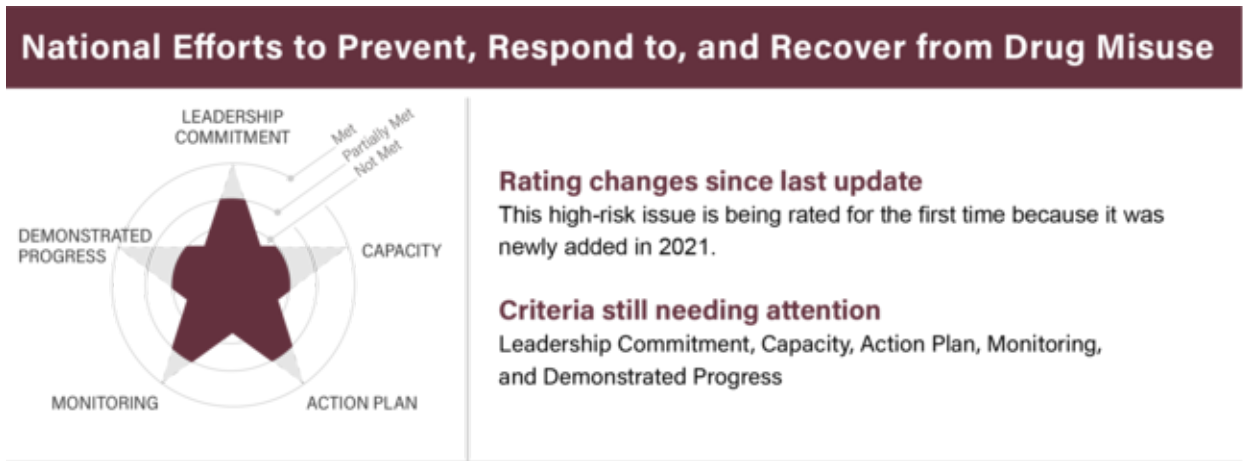 National Efforts to Prevent, Respond to, and Recover from Drug Misuse
LEADERSHIP
COMMITMENT
Met
Partially Met
Not Met
DEMONSTRATED
PROGRESS
CAPACITY
MONITORING
ACTION PLAN
Rating changes since last update
This high-risk issue is being rated for the first time because it was
newly added in 2021.
Criteria still needing attention
Leadership Commitment, Capacity, Action Plan, Monitoring,
and Demonstrated Progress